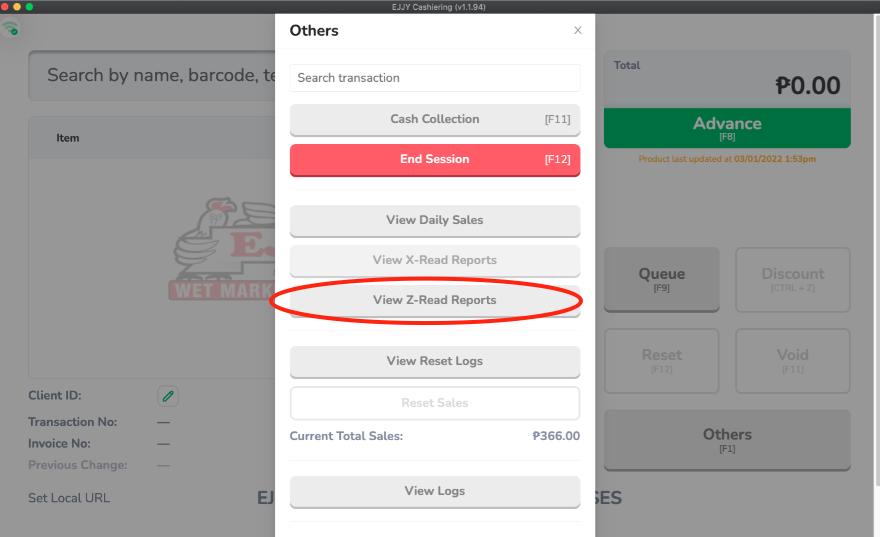 EJJY Cashiering (v1.1.94)
Others
Search transaction
Cash Collection [F11]
End Session [F12]
View Daily Sales
View X-Read Reports
View Z-Read Reports
View Reset Logs
Reset Sales
Current Total Sales: ₱366.00
View Logs
Search by name, barcode,
Item
WET MARK
Client ID:
Transaction No: —
Invoice No: —
Previous Change: —
Set Local URL
EJ
SES
Total
₱0.00
Advance
[F8]
Product last updated at 03/01/2022 1:53pm
Queue
[F9]
Discount
[CTRL + Z]
Reset
[F12]
Void
[F11]
Others
[F1]